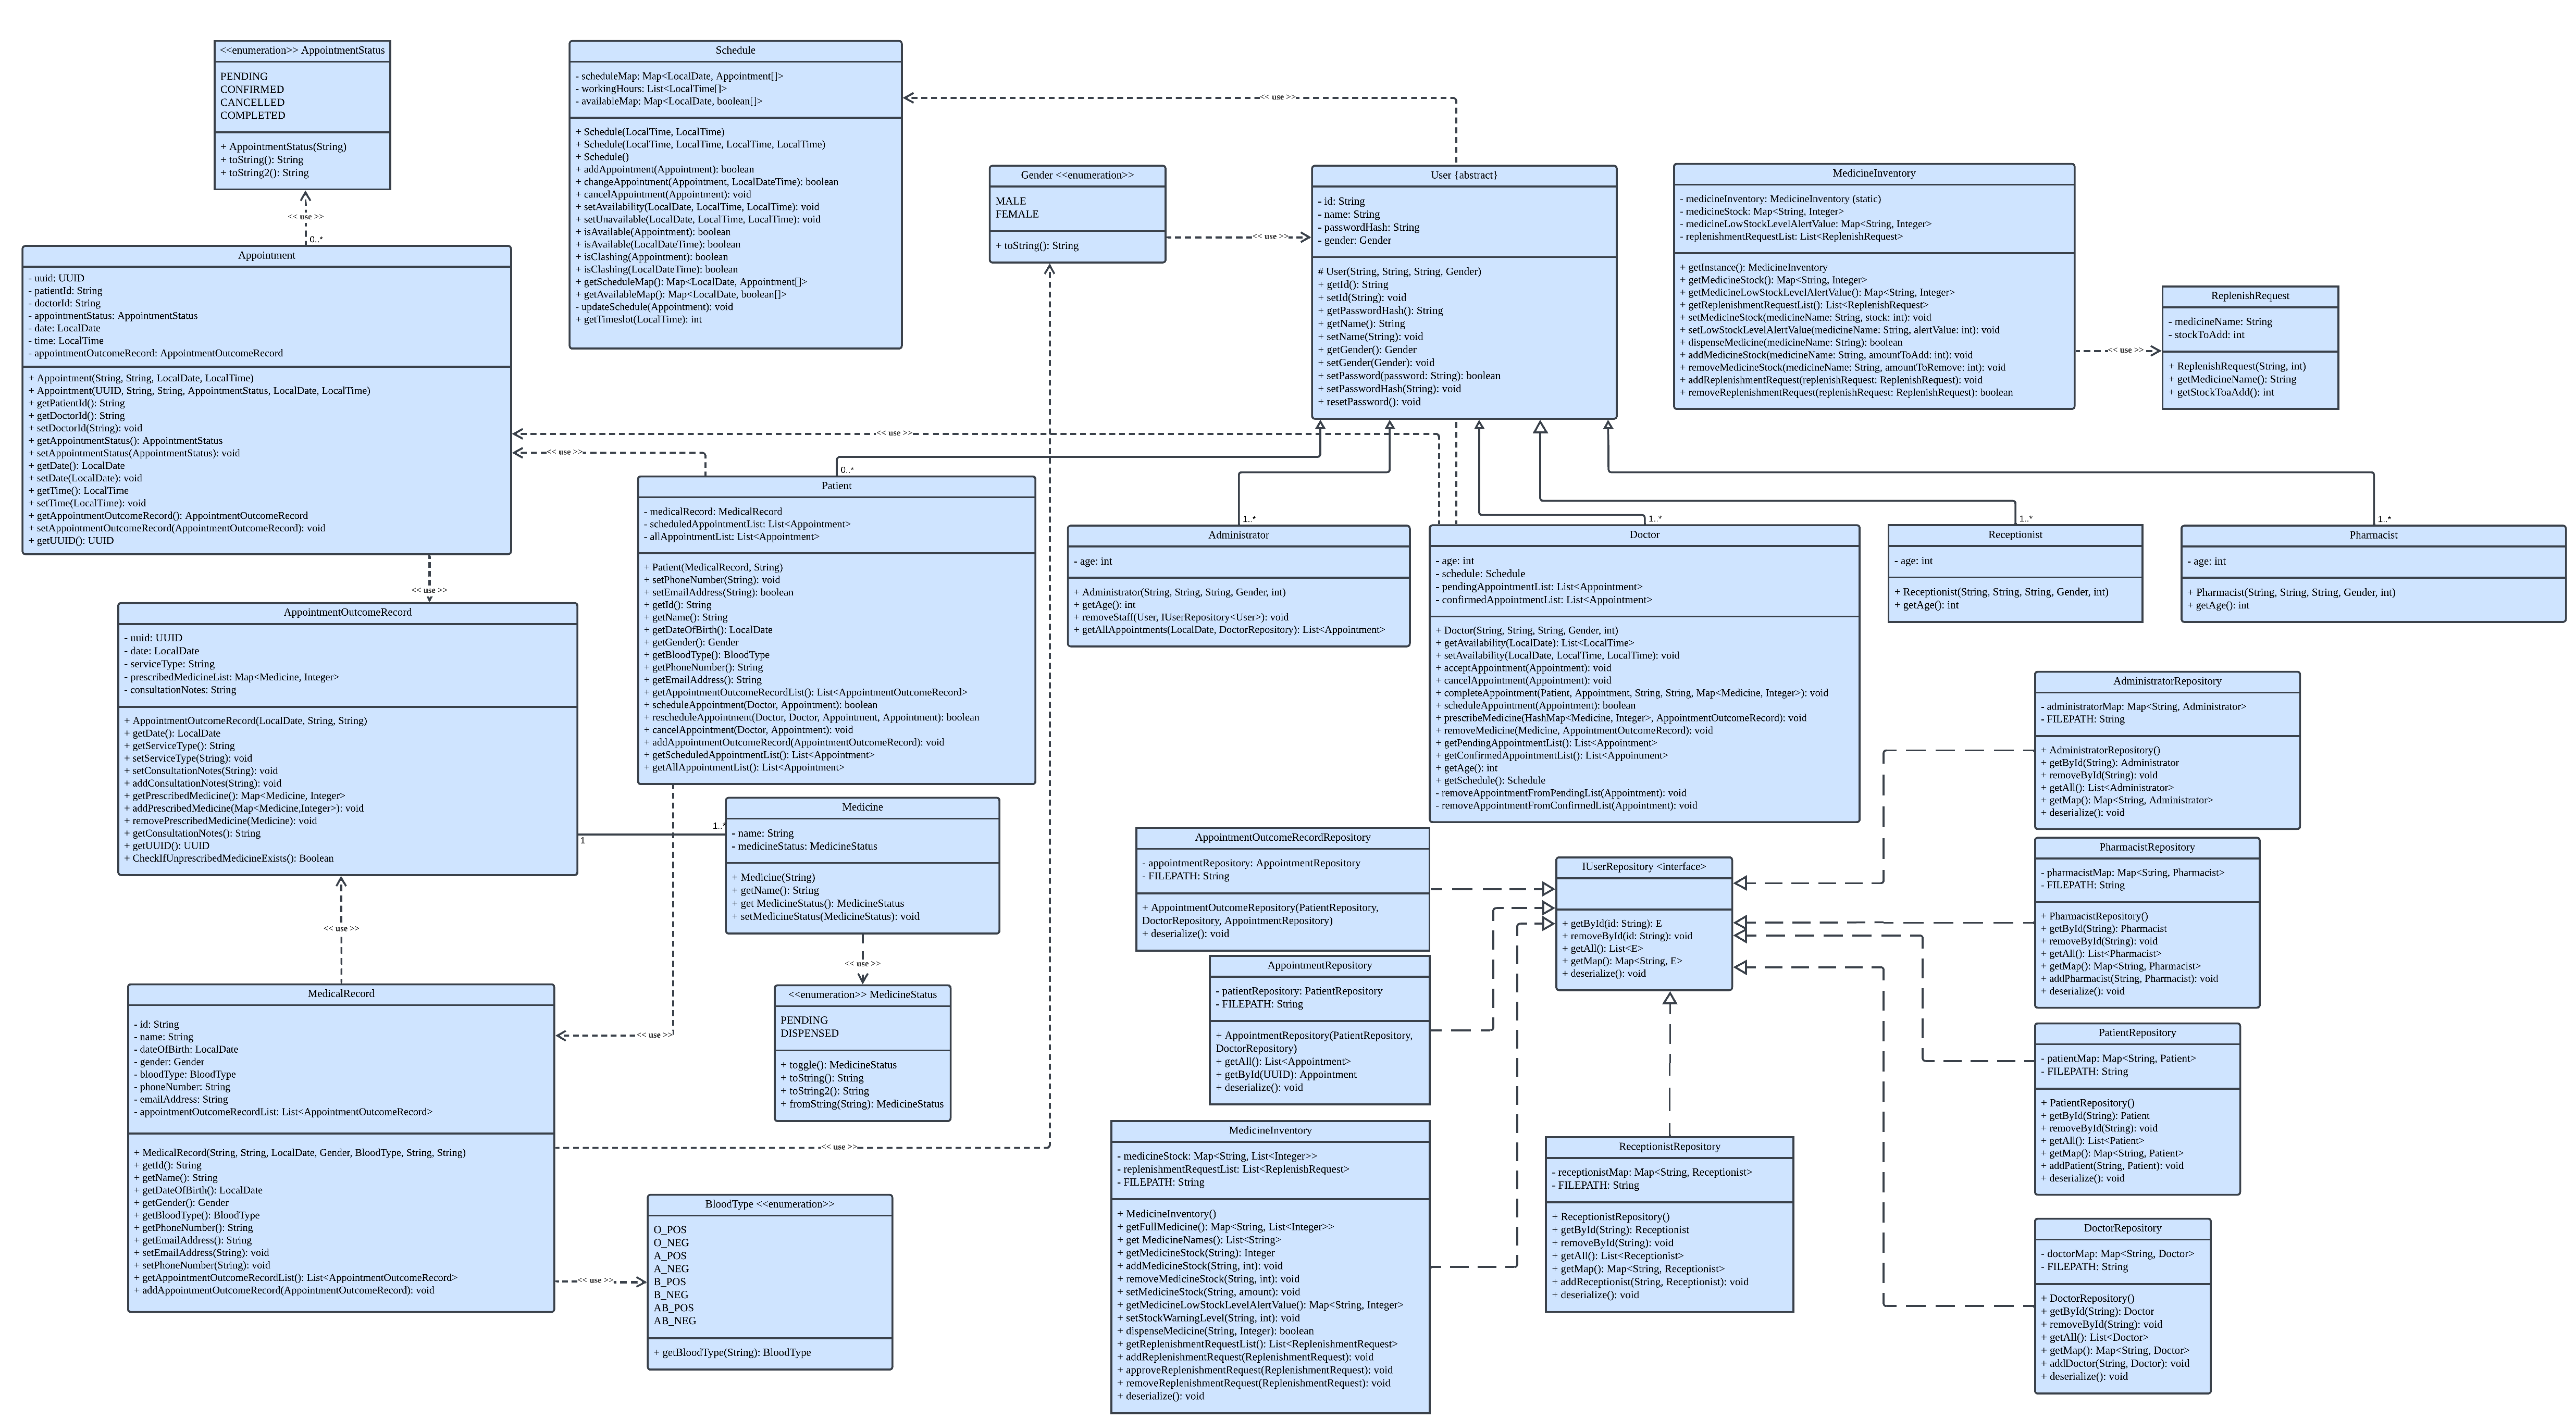 <<enumeration>> AppointmentStatus
PENDING
CONFIRMED
CANCELLED
COMPLETED
+ AppointmentStatus(String)
+ toString(): String
+ toString2(): String
<< use >>
0..*
Schedule
- scheduleMap: Map<LocalDate, Appointment[]>
- workingHours: List<LocalTime[]>
- availableMap: Map<LocalDate, boolean[]>
+ Schedule(LocalTime, LocalTime)
+ Schedule(LocalTime, LocalTime, LocalTime, LocalTime)
+ Schedule()
+ addAppointment(Appointment): boolean
+ changeAppointment(Appointment, LocalDateTime): boolean
+ cancelAppointment(Appointment): void
+ setAvailability(LocalDate, LocalTime, LocalTime): void
+ setUnavailable(LocalDate, LocalTime, LocalTime): void
+ isAvailable(Appointment): boolean
+ isAvailable(LocalDateTime): boolean
+ isClashing(Appointment): boolean
+ isClashing(LocalDateTime): boolean
+ getScheduleMap(): Map<LocalDate, Appointment[]>
+ getAvailableMap(): Map<LocalDate, boolean[]>
- updateSchedule(Appointment): void
+ getTimeslot(LocalTime): int
<< use >>
Gender <<enumeration>>
MALE
FEMALE
+ toString(): String
<< use >>
User {abstract}
- id: String
- name: String
- passwordHash: String
- gender: Gender
# User(String, String, String, Gender)
+ getId(): String
+ setId(String): void
+ getPasswordHash(): String
+ getName(): String
+ setName(String): void
+ getGender(): Gender
+ setGender(Gender): void
+ setPassword(password: String): boolean
+ setPasswordHash(String): void
+ resetPassword(): void
MedicineInventory
- medicineInventory: MedicineInventory (static)
- medicineStock: Map<String, Integer>
- medicineLowStockLevelAlertValue: Map<String, Integer>
- replenishmentRequestList: List<ReplenishRequest>
+ getInstance(): MedicineInventory
+ getMedicineStock(): Map<String, Integer>
+ getMedicineLowStockLevelAlertValue(): Map<String, Integer>
+ getReplenishmentRequestList(): List<ReplenishRequest>
+ setMedicineStock(medicineName: String, stock: int): void
+ setLowStockLevelAlertValue(medicineName: String, alertValue: int): void
+ dispenseMedicine(medicineName: String): boolean
+ addMedicineStock(medicineName: String, amountToAdd: int): void
+ removeMedicineStock(medicineName: String, amountToRemove: int): void
+ addReplenishmentRequest(replenishRequest: ReplenishRequest): void
+ removeReplenishmentRequest(replenishRequest: ReplenishRequest): boolean
<< use >>
ReplenishRequest
- medicineName: String
- stockToAdd: int
+ ReplenishRequest(String, int)
+ getMedicineName(): String
+ getStockToaAdd(): int
Appointment
- uuid: UUID
- patientId: String
- doctorId: String
- appointmentStatus: AppointmentStatus
- date: LocalDate
- time: LocalTime
- appointmentOutcomeRecord: AppointmentOutcomeRecord
+ Appointment(String, String, LocalDate, LocalTime)
+ Appointment(UUID, String, String, AppointmentStatus, LocalDate, LocalTime)
+ getPatientId(): String
+ getDoctorId(): String
+ setDoctorId(String): void
+ getAppointmentStatus(): AppointmentStatus
+ setAppointmentStatus(AppointmentStatus): void
+ getDate(): LocalDate
+ setDate(LocalDate): void
+ getTime(): LocalTime
+ setTime(LocalTime): void
+ getAppointmentOutcomeRecord(): AppointmentOutcomeRecord
+ setAppointmentOutcomeRecord(AppointmentOutcomeRecord): void
+ getUUID(): UUID
<< use >>
<< use >>
<< use >>
0..*
Patient
- medicalRecord: MedicalRecord
- scheduledAppointmentList: List<Appointment>
- allAppointmentList: List<Appointment>
+ Patient(MedicalRecord, String)
+ setPhoneNumber(String): void
+ setEmailAddress(String): boolean
+ getId(): String
+ getName(): String
+ getDateOfBirth(): LocalDate
+ getGender(): Gender
+ getBloodType(): BloodType
+ getPhoneNumber(): String
+ getEmailAddress(): String
+ getAppointmentOutcomeRecordList(): List<AppointmentOutcomeRecord>
+ scheduleAppointment(Doctor, Appointment): boolean
+ rescheduleAppointment(Doctor, Doctor, Appointment, Appointment): boolean
+ cancelAppointment(Doctor, Appointment): void
+ addAppointmentOutcomeRecord(AppointmentOutcomeRecord): void
+ getScheduledAppointmentList(): List<Appointment>
+ getAllAppointmentList(): List<Appointment>
1..*
Administrator
- age: int
+ Administrator(String, String, String, Gender, int)
+ getAge(): int
+ removeStaff(User, IUserRepository<User>): void
+ getAllAppointments(LocalDate, DoctorRepository): List<Appointment>
1..*
Doctor
- age: int
- schedule: Schedule
- pendingAppointmentList: List<Appointment>
- confirmedAppointmentList: List<Appointment>
+ Doctor(String, String, String, Gender, int)
+ getAvailability(LocalDate): List<LocalTime>
+ setAvailability(LocalDate, LocalTime, LocalTime): void
+ acceptAppointment(Appointment): void
+ cancelAppointment(Appointment): void
+ completeAppointment(Patient, Appointment, String, String, Map<Medicine, Integer>): void
+ scheduleAppointment(Appointment): boolean
+ prescribeMedicine(HashMap<Medicine, Integer>, AppointmentOutcomeRecord): void
+ removeMedicine(Medicine, AppointmentOutcomeRecord): void
+ getPendingAppointmentList(): List<Appointment>
+ getConfirmedAppointmentList(): List<Appointment>
+ getAge(): int
+ getSchedule(): Schedule
- removeAppointmentFromPendingList(Appointment): void
- removeAppointmentFromConfirmedList(Appointment): void
1..*
Receptionist
- age: int
+ Receptionist(String, String, String, Gender, int)
+ getAge(): int
1..*
Pharmacist
- age: int
+ Pharmacist(String, String, String, Gender, int)
+ getAge(): int
AppointmentOutcomeRecord
- uuid: UUID
- date: LocalDate
- serviceType: String
- prescribedMedicineList: Map<Medicine, Integer>
- consultationNotes: String
+ AppointmentOutcomeRecord(LocalDate, String, String)
+ getDate(): LocalDate
+ getServiceType(): String
+ setServiceType(String): void
+ setConsultationNotes(String): void
+ addConsultationNotes(String): void
+ getPrescribedMedicine(): Map<Medicine, Integer>
+ addPrescribedMedicine(Map<Medicine,Integer>): void
+ removePrescribedMedicine(Medicine): void
+ getConsultationNotes(): String
+ getUUID(): UUID
+ CheckIfUnprescribedMedicineExists(): Boolean
1
1..*
Medicine
- name: String
- medicineStatus: MedicineStatus
+ Medicine(String)
+ getName(): String
+ get MedicineStatus(): MedicineStatus
+ setMedicineStatus(MedicineStatus): void
<< use >>
<< use >>
<<enumeration>> MedicineStatus
PENDING
DISPENSED
+ toggle(): MedicineStatus
+ toString(): String
+ toString2(): String
+ fromString(String): MedicineStatus
MedicalRecord
- id: String
- name: String
- dateOfBirth: LocalDate
- gender: Gender
- bloodType: BloodType
- phoneNumber: String
- emailAddress: String
- appointmentOutcomeRecordList: List<AppointmentOutcomeRecord>
+ MedicalRecord(String, String, LocalDate, Gender, BloodType, String, String)
+ getId(): String
+ getName(): String
+ getDateOfBirth(): LocalDate
+ getGender(): Gender
+ getBloodType(): BloodType
+ getPhoneNumber(): String
+ getEmailAddress(): String
+ setEmailAddress(String): void
+ setPhoneNumber(String): void
+ getAppointmentOutcomeRecordList(): List<AppointmentOutcomeRecord>
+ addAppointmentOutcomeRecord(AppointmentOutcomeRecord): void
<< use >>
<< use >>
<< use >>
BloodType <<enumeration>>
O_POS
O_NEG
A_POS
A_NEG
B_POS
B_NEG
AB_POS
AB_NEG
+ getBloodType(String): BloodType
AppointmentOutcomeRecordRepository
- appointmentRepository: AppointmentRepository
- FILEPATH: String
+ AppointmentOutcomeRepository(PatientRepository,
DoctorRepository, AppointmentRepository)
+ deserialize(): void
AppointmentRepository
- patientRepository: PatientRepository
- FILEPATH: String
+ AppointmentRepository(PatientRepository,
DoctorRepository)
+ getAll(): List<Appointment>
+ getById(UUID): Appointment
+ deserialize(): void
MedicineInventory
- medicineStock: Map<String, List<Integer>>
- replenishmentRequestList: List<ReplenishRequest>
- FILEPATH: String
+ MedicineInventory()
+ getFullMedicine(): Map<String, List<Integer>>
+ get MedicineNames(): List<String>
+ getMedicineStock(String): Integer
+ addMedicineStock(String, int): void
+ removeMedicineStock(String, int): void
+ setMedicineStock(String, amount): void
+ getMedicineLowStockLevelAlertValue(): Map<String, Integer>
+ setStockWarningLevel(String, int): void
+ dispenseMedicine(String, Integer): boolean
+ getReplenishmentRequestList(): List<ReplenishmentRequest>
+ addReplenishmentRequest(ReplenishmentRequest): void
+ approveReplenishmentRequest(ReplenishmentRequest): void
+ removeReplenishmentRequest(ReplenishmentRequest): void
+ deserialize(): void
IUserRepository <interface>
+ getById(id: String): E
+ removeById(id: String): void
+ getAll(): List<E>
+ getMap(): Map<String, E>
+ deserialize(): void
ReceptionistRepository
- receptionistMap: Map<String, Receptionist>
- FILEPATH: String
+ ReceptionistRepository()
+ getById(String): Receptionist
+ removeById(String): void
+ getAll(): List<Receptionist>
+ getMap(): Map<String, Receptionist>
+ addReceptionist(String, Receptionist): void
+ deserialize(): void
AdministratorRepository
- administratorMap: Map<String, Administrator>
- FILEPATH: String
+ AdministratorRepository()
+ getById(String): Administrator
+ removeById(String): void
+ getAll(): List<Administrator>
+ getMap(): Map<String, Administrator>
+ deserialize(): void
PharmacistRepository
- pharmacistMap: Map<String, Pharmacist>
- FILEPATH: String
+ PharmacistRepository()
+ getById(String): Pharmacist
+ removeById(String): void
+ getAll(): List<Pharmacist>
+ getMap(): Map<String, Pharmacist>
+ addPharmacist(String, Pharmacist): void
+ deserialize(): void
PatientRepository
- patientMap: Map<String, Patient>
- FILEPATH: String
+ PatientRepository()
+ getById(String): Patient
+ removeById(String): void
+ getAll(): List<Patient>
+ getMap(): Map<String, Patient>
+ addPatient(String, Patient): void
+ deserialize(): void
DoctorRepository
- doctorMap: Map<String, Doctor>
- FILEPATH: String
+ DoctorRepository()
+ getById(String): Doctor
+ removeById(String): void
+ getAll(): List<Doctor>
+ getMap(): Map<String, Doctor>
+ addDoctor(String, Doctor): void
+ deserialize(): void